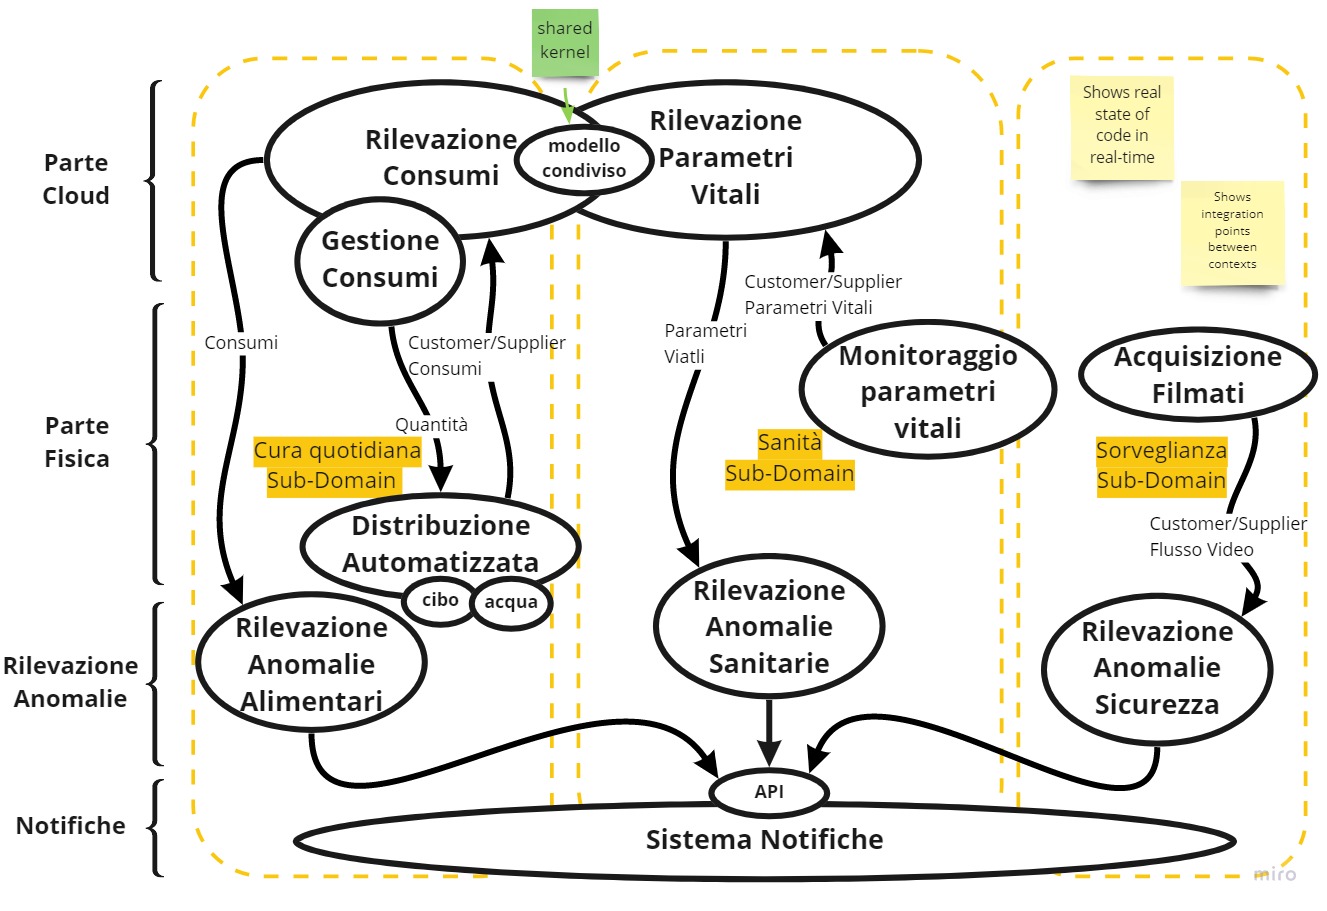 shared
kernel
Parte
Cloud
Rilevazione
Consumi
modello
condiviso
Rilevazione
Parametri
Vitali
Gestione
Consumi
Shows real
state of
code in
real-time
Shows
integration
points
between
contexts
Parte
Fisica
Consumi
Customer/Supplier
Consumi
Quantità
Cura quotidiana
Sub-Domain
Distribuzione
Automatizzata
cibo
acqua
Customer/Supplier
Parametri Vitali
Parametri
Viatli
Monitoraggio
parametri
vitali
Sanità
Sub-Domain
Acquisizione
Filmati
Sorveglianza
Sub-Domain
Customer/Supplier
Flusso Video
Rilevazione
Anomalie
Rilevazione
Anomalie
Alimentari
Rilevazione
Anomalie
Sanitarie
Rilevazione
Anomalie
Sicurezza
Notifiche
API
Sistema Notifiche
miro